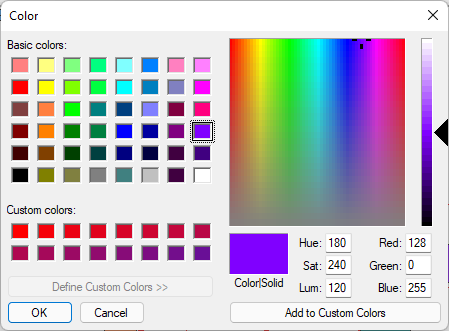 Color
Basic colors:
Custom colors:
Define Custom Colors >>
OK Cancel
Color|Solid
Hue: 180 Red: 128
Sat: 240 Green: 0
Lum: 120 Blue: 255
Add to Custom Colors